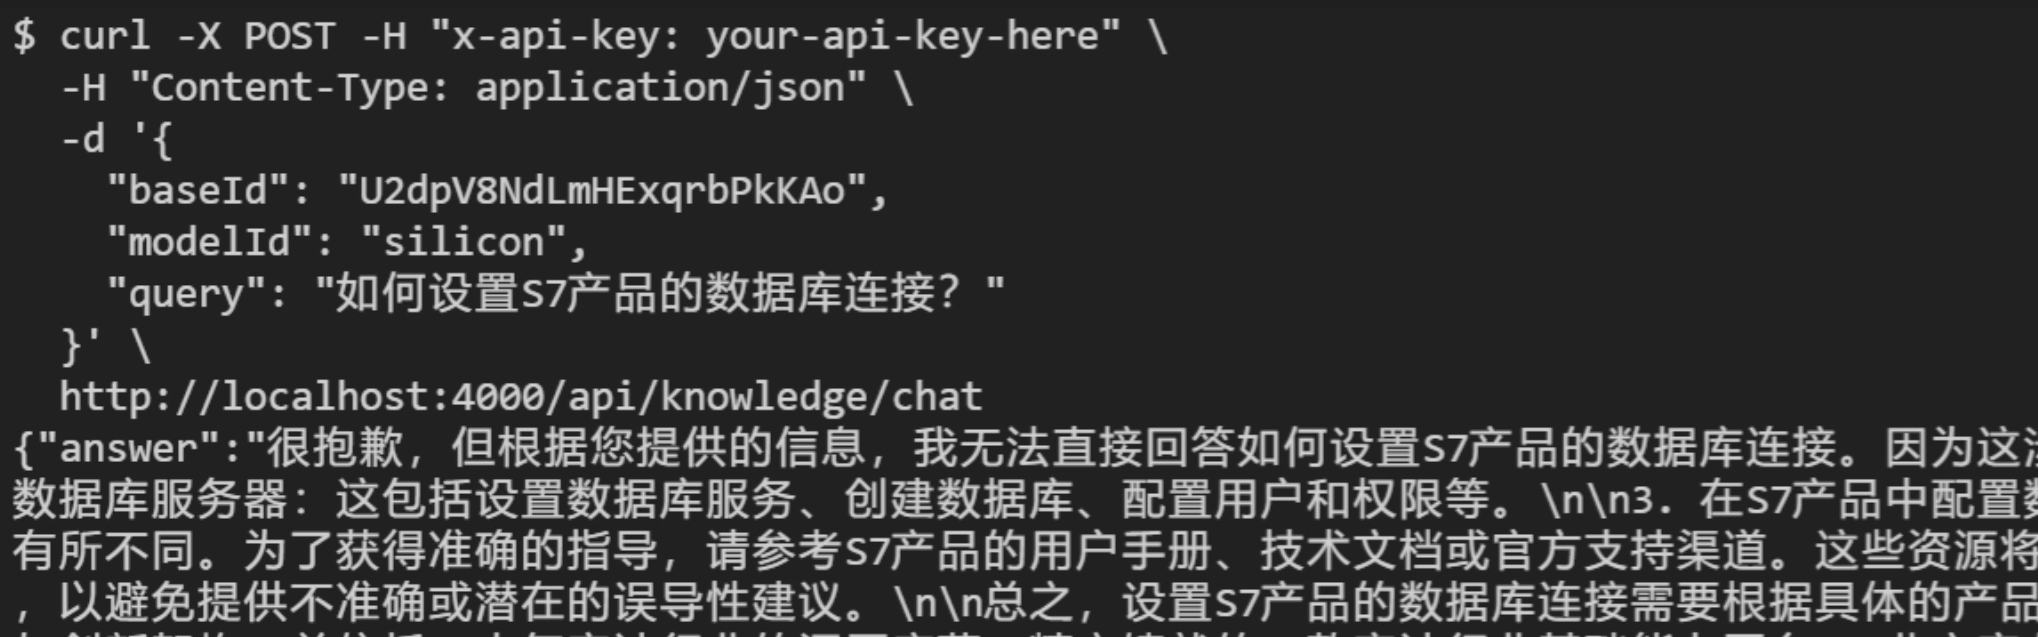 $ curl -X POST -H "x-api-key: your-api-key-here" \
-H "Content-Type: application/json" \
-d '{
"baseId": "U2dpV8NdLmHExqrbPkKAo",
"modelId": "silicon",
"query": "如何设置S7产品的数据库连接？"
}' \
http://localhost:4000/api/knowledge/chat
{"answer":"很抱歉，但根据您提供的信息，我无法直接回答如何设置S7产品的数据库连接。因为这
数据库服务器：这包括设置数据库服务、创建数据库、配置用户和权限等。\n\n3. 在S7产品中配置数
有所不同。为了获得准确的指导，请参考S7产品的用户手册、技术文档或官方支持渠道。这些资源将
，以避免提供不准确或潜在的误导性建议。\n\n总之，设置S7产品的数据库连接需要根据具体的产品